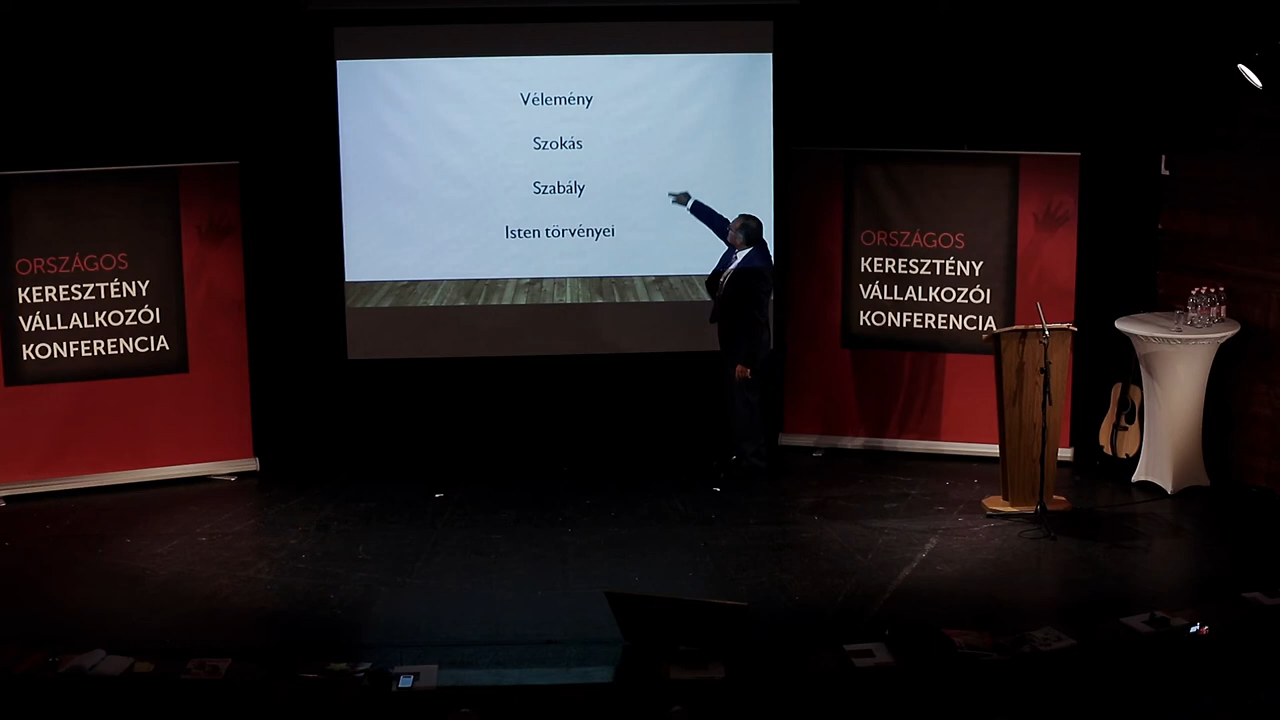 Vélemény
Szokás
Szabály
Isten törvényei
ORSZÁGOS
KERESZTÉNY
VÁLLALKOZÓI
KONFERENCIA
ORSZÁGOS
KERESZTÉNY
VÁLLALKOZÓI
KONFERENCIA